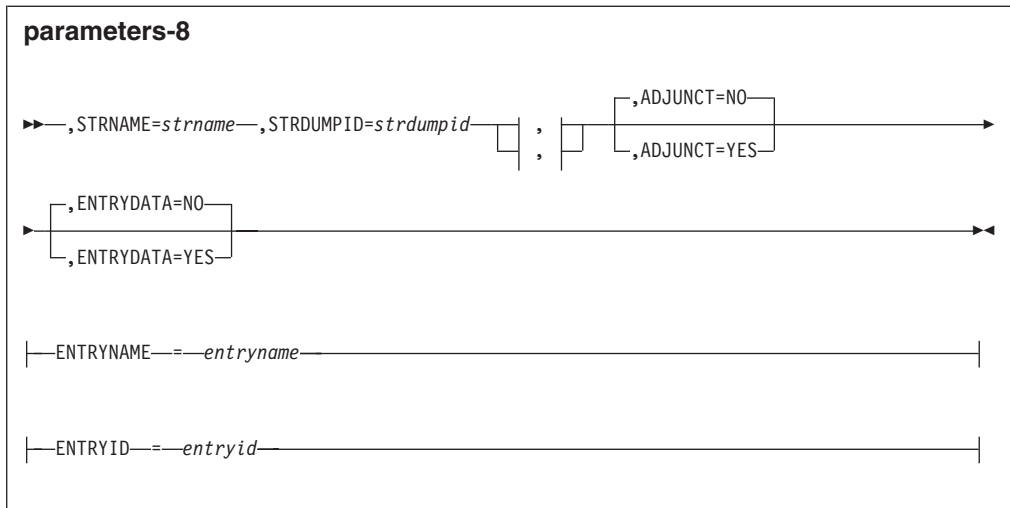 parameters-8
,ADJUNCT=NO
,STRNAME=strname ,STRDUMPID=strdumpid , 
, ,ADJUNCT=YES
,ENTRYDATA=NO
,ENTRYDATA=YES
ENTRYNAME = entryname
ENTRYID = entryid